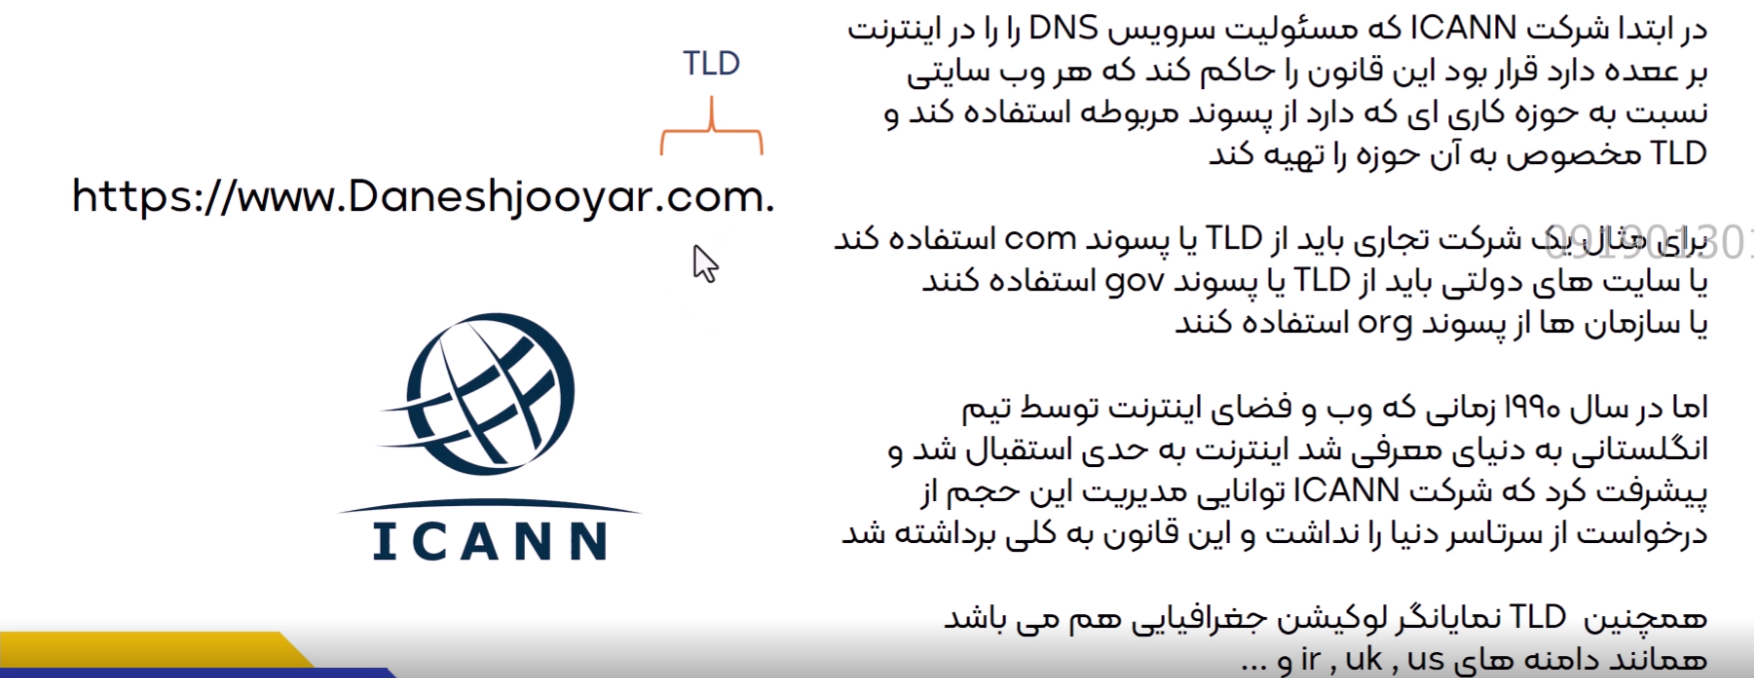 TLD
https://www.Daneshjooyar.com.
ICANN
در ابتدا شرکت ICANN که مسئولیت سرویس DNS را را در اینترنت
بر عهده دارد قرار بود این قانون را حاکم کند که هر وب سایتی
نسبت به حوزه کاری ای که دارد از پسوند مربوطه استفاده کند و
TLD مخصوص به آن حوزه را تهیه کند
برای مثال یک شرکت تجاری باید از TLD یا پسوند com استفاده کند
یا سایت های دولتی باید از TLD یا پسوند gov استفاده کنند
یا سازمان ها از پسوند org استفاده کنند
اما در سال ۱۹۹۰ زمانی که وب و فضای اینترنت توسط تیم
انگلستانی به دنیای معرفی شد اینترنت به حدی استقبال شد و
پیشرفت کرد که شرکت ICANN توانایی مدیریت این حجم از
درخواست از سرتاسر دنیا را نداشت و این قانون به کلی برداشته شد
همچنین TLD نمایانگر لوکیشن جغرافیایی هم می باشد
همانند دامنه های ir , uk , us و ...